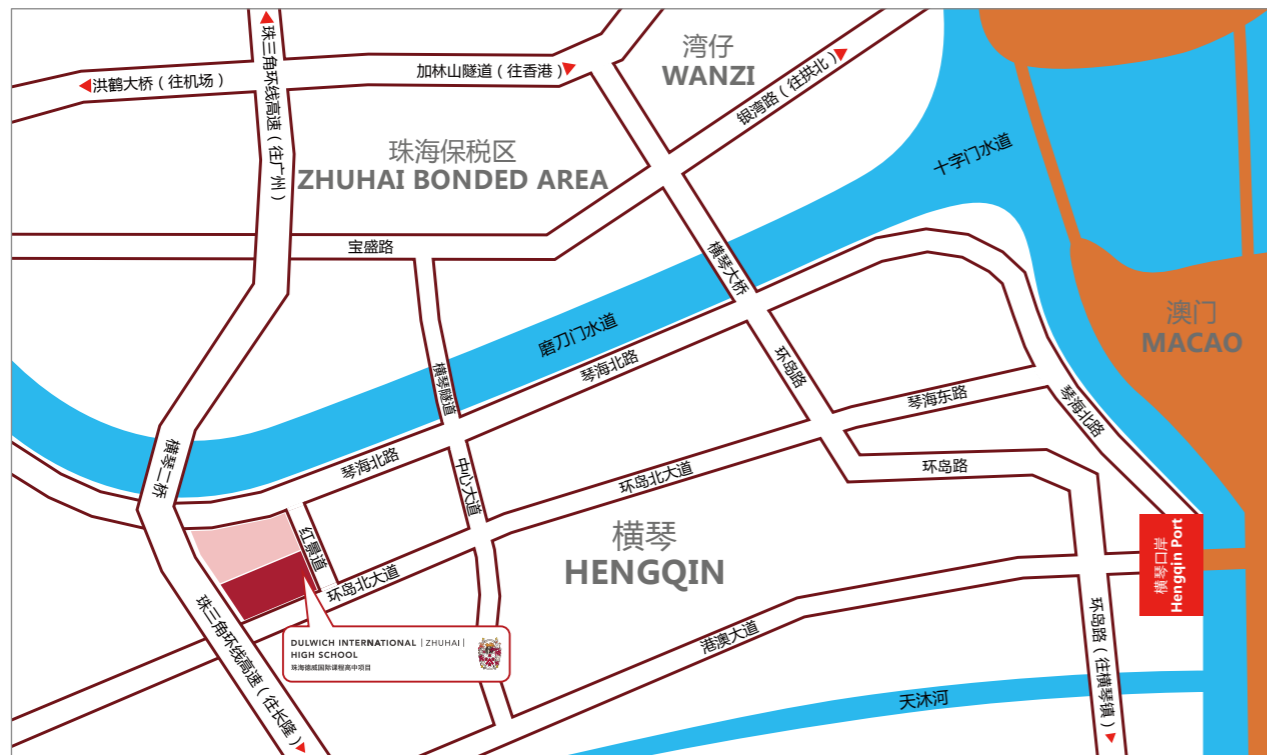 珠三角环线高速（往广州）
湾仔
WANZI
加林山隧道（往香港）
洪鹤大桥（往机场）
银湾路（往拱北）
珠海保税区
ZHUHAI BONDED AREA
十字门水道
宝盛路
横琴大桥
澳门
MACAO
磨刀门水道
琴海北路
环岛路
横琴隧道
琴海东路
琴海北路
琴海北路
横琴二桥
中心大道
环岛北大道
环岛路
红景道
横琴
HENGQIN
横琴口岸
Hengqin Port
环岛北大道
珠三角环线高速（往长隆）
港澳大道
环岛路（往横琴镇）
DULWICH INTERNATIONAL | ZHUHAI |
HIGH SCHOOL
珠海德威国际课程高中项目
天沐河